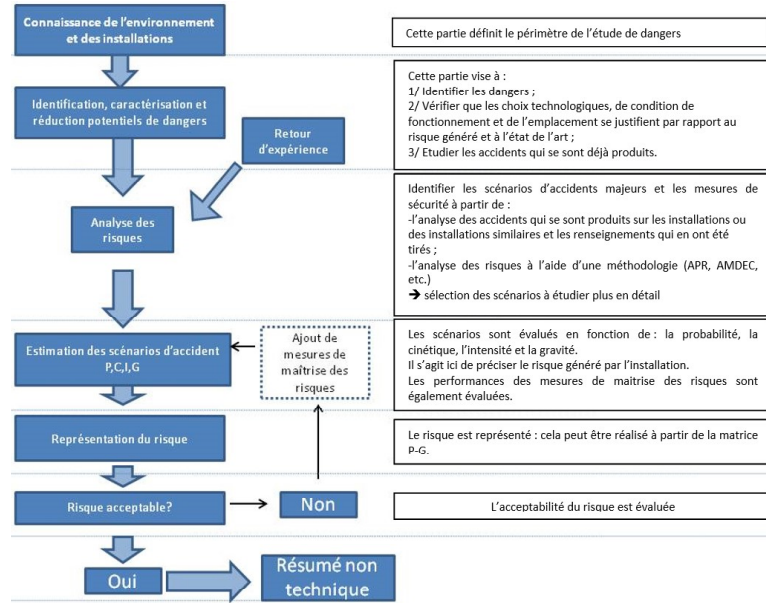 Connaissance de l'environnement
et des installations
Cette partie définit le périmètre de l'étude de dangers
Identification, caractérisation et
réduction potentiels de dangers
Cette partie vise à :
1/ Identifier les dangers ;
2/ Vérifier que les choix technologiques, de condition de
fonctionnement et de l'emplacement se justifient par rapport au
risque généré et à l'état de l'art ;
3/ Etudier les accidents qui se sont déjà produits.
Retour
d'expérience
Analyse des
risques
Identifier les scénarios d'accidents majeurs et les mesures de
sécurité à partir de :
-l'analyse des accidents qui se sont produits sur les installations ou
des installations similaires et les renseignements qui en ont été
tirés ;
-l'analyse des risques à l'aide d'une méthodologie (APR, AMDEC,
etc.)
➔ sélection des scénarios à étudier plus en détail
Estimation des scénarios d'accident
P,C,I,G
Ajout de
mesures de
maîtrise des
risques
Les scénarios sont évalués en fonction de : la probabilité, la
cinétique, l'intensité et la gravité.
Il s'agit ici de préciser le risque généré par l'installation.
Les performances des mesures de maitrise des risques sont
également évaluées.
Représentation du risque
Le risque est représenté : cela peut être réalisé à partir de la matrice
P-G.
Risque acceptable?
Non
L'acceptabilité du risque est évaluée
Oui
Résumé non
technique